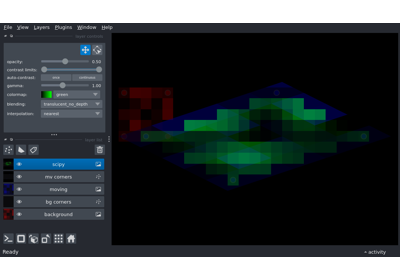 File View Layers Plugins Window Help
opacity: 0.50
contrast limits:
auto-contrast: once continuous
gamma: 1.00
colormap: green
blending: translucent_no_depth
interpolation: nearest
scipy
mv corners
moving
bg corners
background
Ready
activity